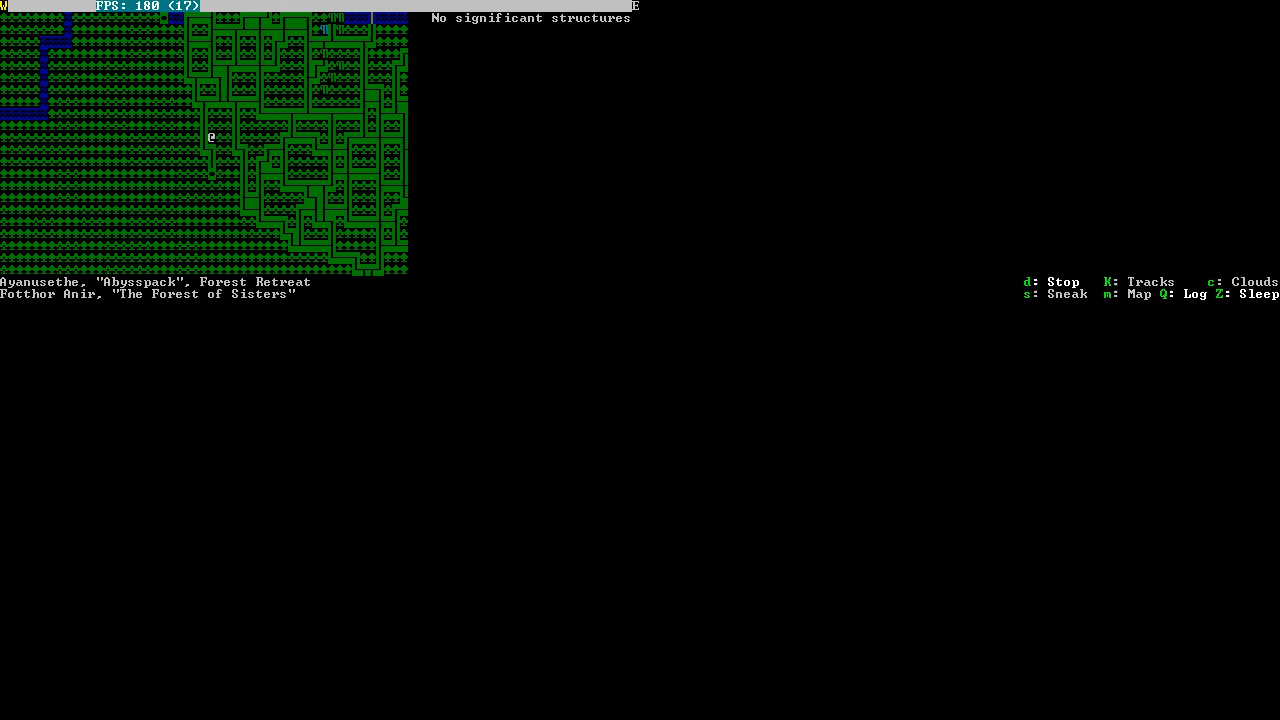 W FPS: 180 (17) E
No significant structures
@
Ayanusethe, "Abysspack", Forest Retreat
Fotthor Anir, "The Forest of Sisters"
d: Stop K: Tracks c: Clouds
s: Sneak m: Map Q: Log Z: Sleep